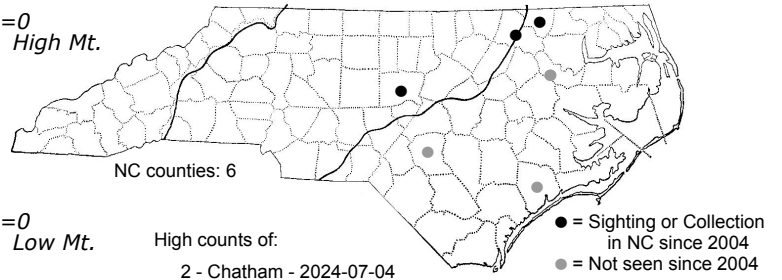 =0
High Mt.
NC counties: 6
=0
Low Mt.
High counts of:
2 - Chatham - 2024-07-04
= Sighting or Collection
in NC since 2004
= Not seen since 2004